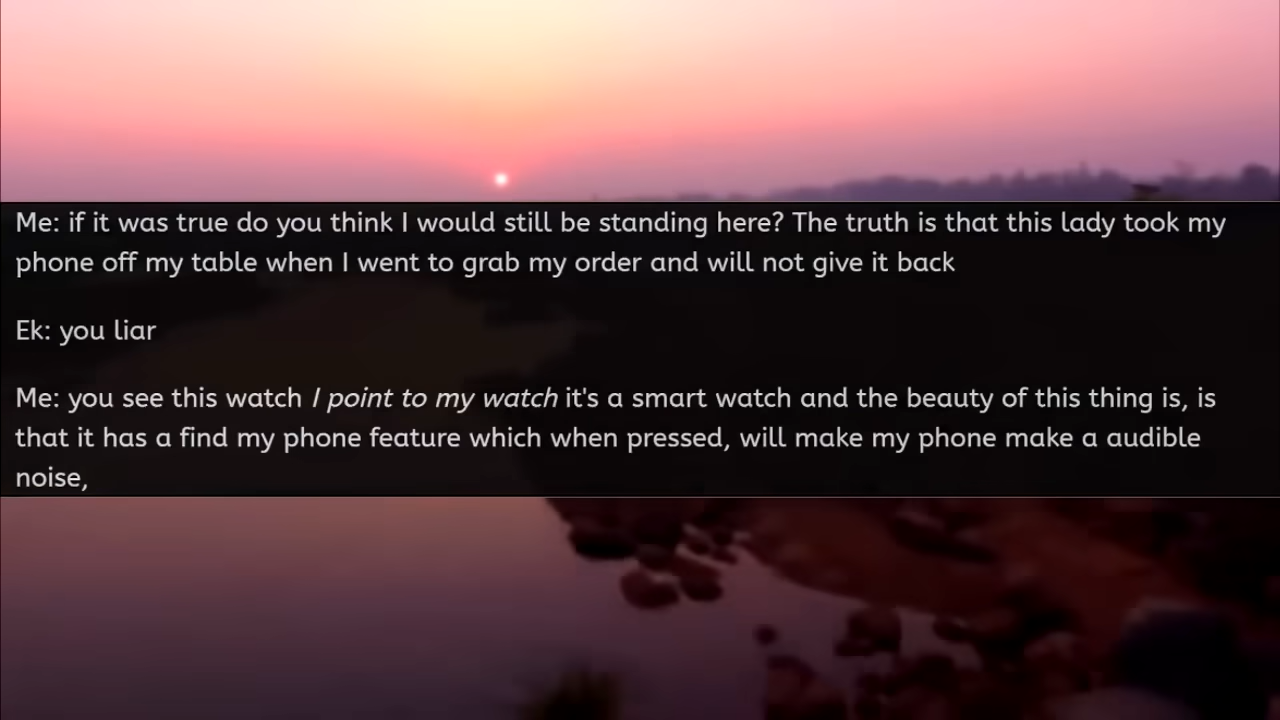 Me: if it was true do you think I would still be standing here? The truth is that this lady took my
phone off my table when I went to grab my order and will not give it back
Ek: you liar
Me: you see this watch I point to my watch it's a smart watch and the beauty of this thing is, is
that it has a find my phone feature which when pressed, will make my phone make a audible
noise,